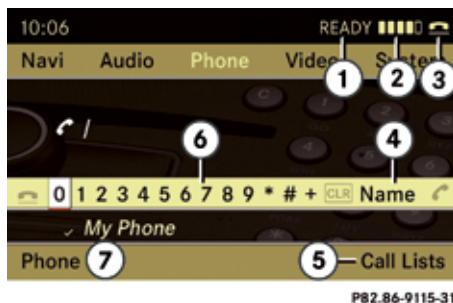 10:06 READY
Navi Audio Phone Video System
1 2 3
/
6 4
0 1 2 3 4 5 6 7 8 9 * # + CLR Name
My Phone
Phone 7 5 Call Lists
P82.86-9115-31